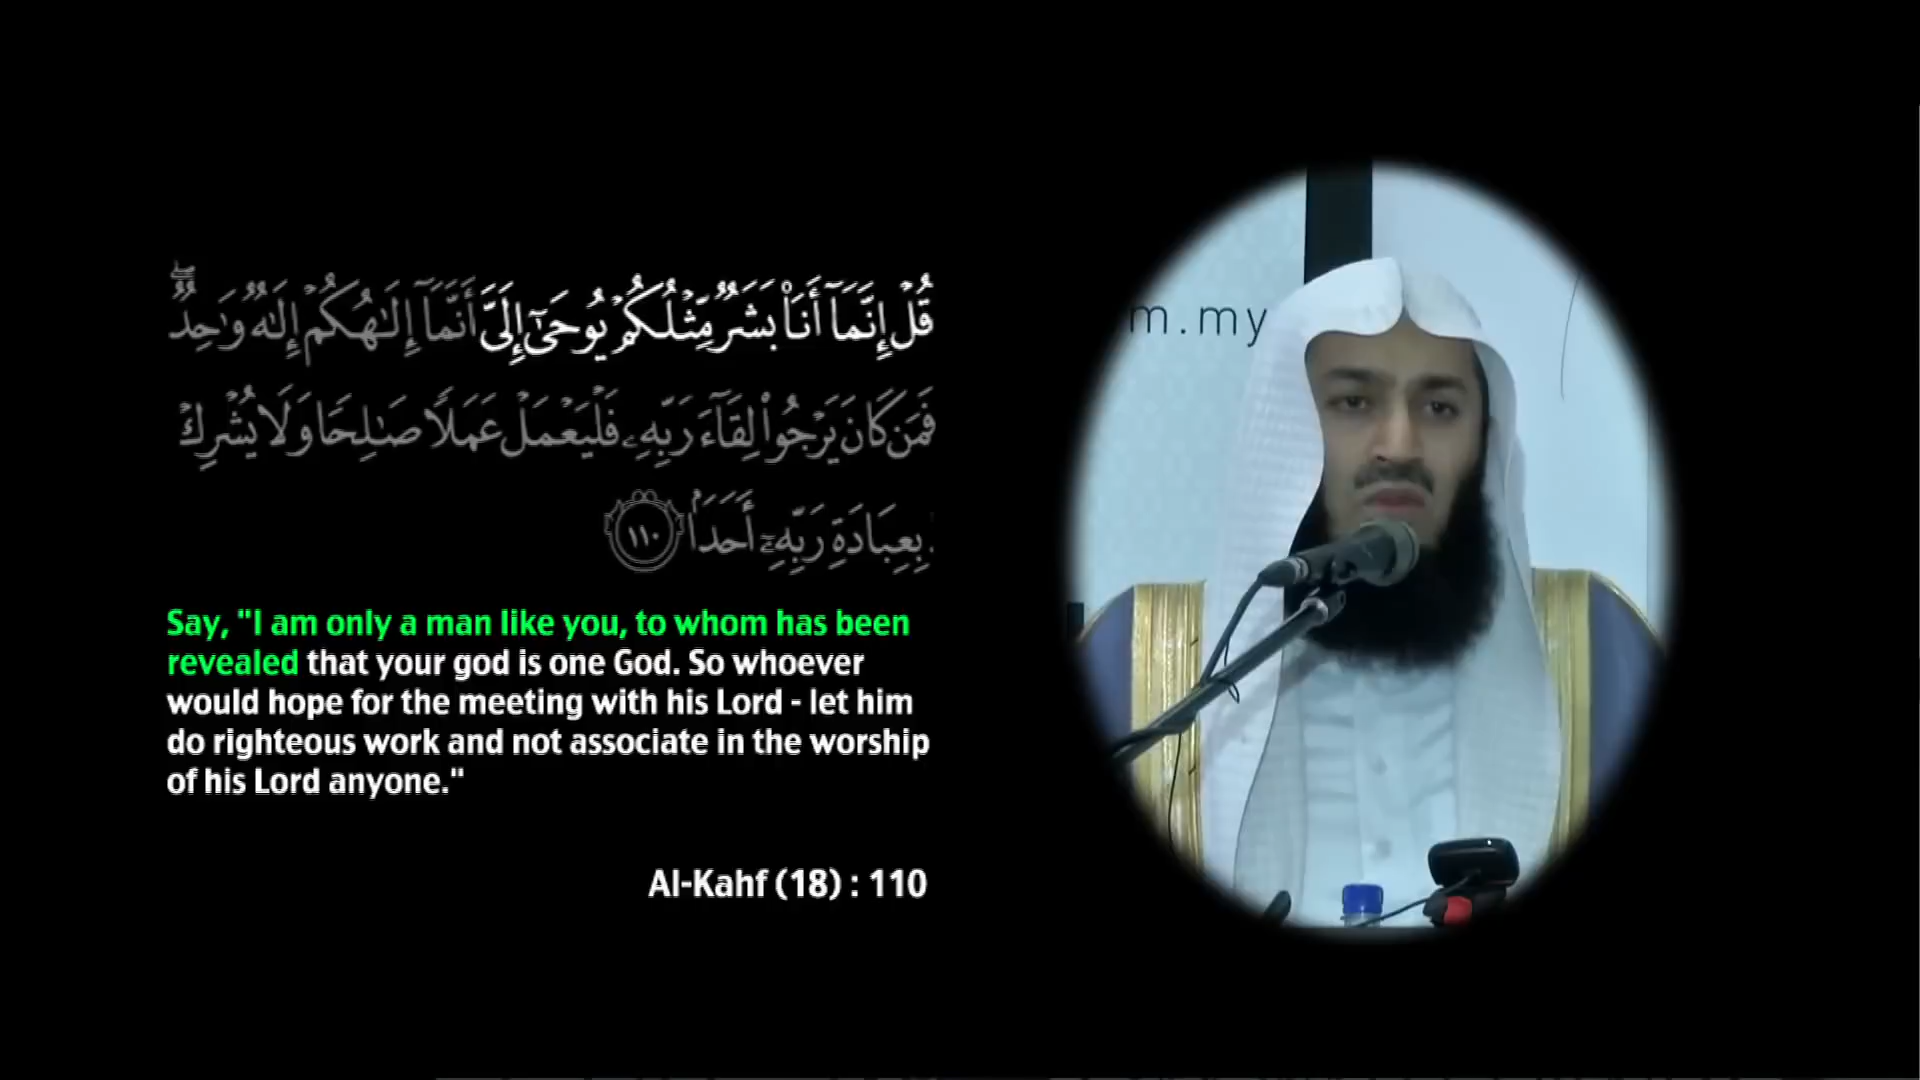 قُلْ إِنَّمَآ أَنَا۠ بَشَرٌ مِّثْلُكُمْ يُوحَىٰٓ إِلَىَّ أَنَّمَآ إِلَـٰهُكُمْ إِلَـٰهٌ وَٰحِدٌ ۖ
فَمَن كَانَ يَرْجُوا۟ لِقَآءَ رَبِّهِۦ فَلْيَعْمَلْ عَمَلًا صَـٰلِحًا وَلَا يُشْرِكْ
بِعِبَادَةِ رَبِّهِۦٓ أَحَدًۢا ١١٠
Say, "I am only a man like you, to whom has been
revealed that your god is one God. So whoever
would hope for the meeting with his Lord - let him
do righteous work and not associate in the worship
of his Lord anyone."
Al-Kahf (18) : 110
m.my